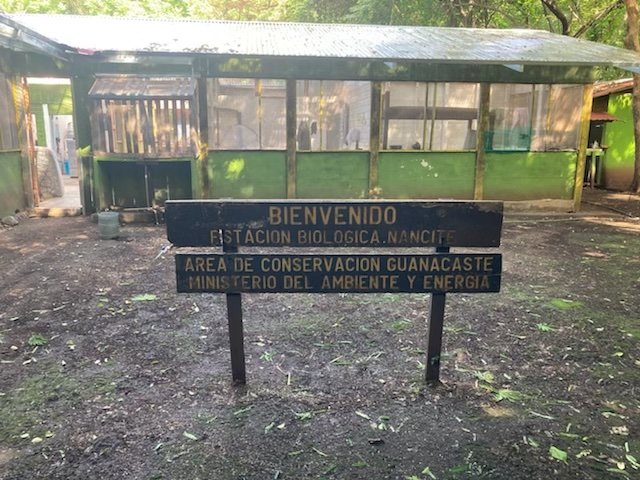 BIENVENIDO
ESTACION BIOLOGICA.NANCITE
AREA DE CONSERVACION GUANACASTE
MINISTERIO DEL AMBIENTE Y ENERGIA